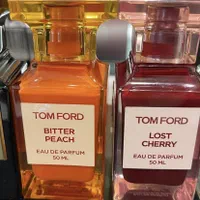 TOM FORD
BITTER
PEACH
EAU DE PARFUM
50 ML
TOM FORD
LOST
CHERRY
EAU DE PARFUM
50 ML